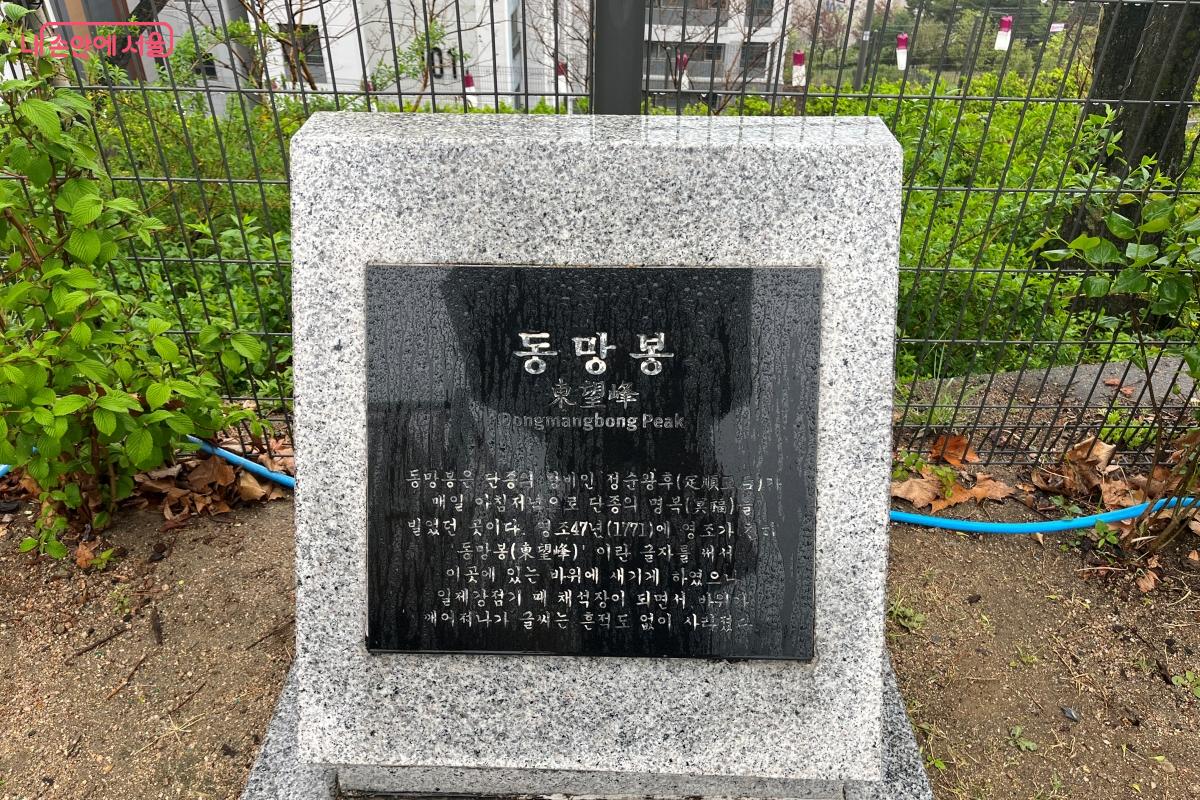 내 손안에 서울
01
동망봉
東望峰
Dongmangbong Peak
동망봉은 단종의 왕비인 정순왕후(定順王后)가
매일 아침저녁으로 단종의 명복(冥福)을
빌었던 곳이다. 영조47년(1771)에 영조가 친히
'동망봉(東望峰)'이란 글자를 써서
이곳에 있는 바위에 새기게 하였으나
일제강점기 때 채석장이 되면서 바위가
깨어져나가 글씨는 흔적도 없이 사라졌다.